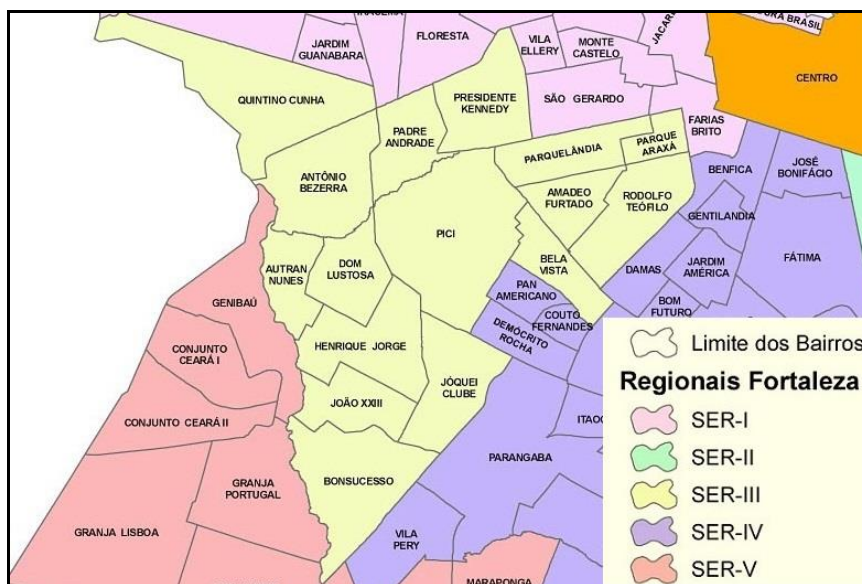 JARDIM
GUANABARA
FLORESTA
VILA
ELLERY
MONTE
CASTELO
CENTRO
QUINTINO CUNHA
PRESIDENTE
KENNEDY
SÃO GERARDO
FARIAS
BRITO
PADRE
ANDRADE
PARQUELÂNDIA
PARQUE
ARAXÁ
BENFICA
JOSÉ
BONIFÁCIO
ANTÔNIO
BEZERRA
AMADEO
FURTADO
RODOLFO
TEÓFILO
GENTILANDIA
PICI
BELA
VISTA
DAMAS
JARDIM
AMÉRICA
FÁTIMA
AUTRAN
NUNES
DOM
LUSTOSA
PAN
AMERICANO
BOM
FUTURO
GENIBAÚ
COUTO
FERNANDES
DEMÓCRITO
ROCHA
HENRIQUE JORGE
CONJUNTO
CEARÁ I
JÓQUEI
CLUBE
JOÃO XXIII
CONJUNTO CEARÁ II
PARANGABA
BONSUCESSO
GRANJA
PORTUGAL
GRANJA LISBOA
VILA
PERY
MARAPONGA
Limite dos Bairros
Regionais Fortaleza
SER-I
SER-II
SER-III
SER-IV
SER-V